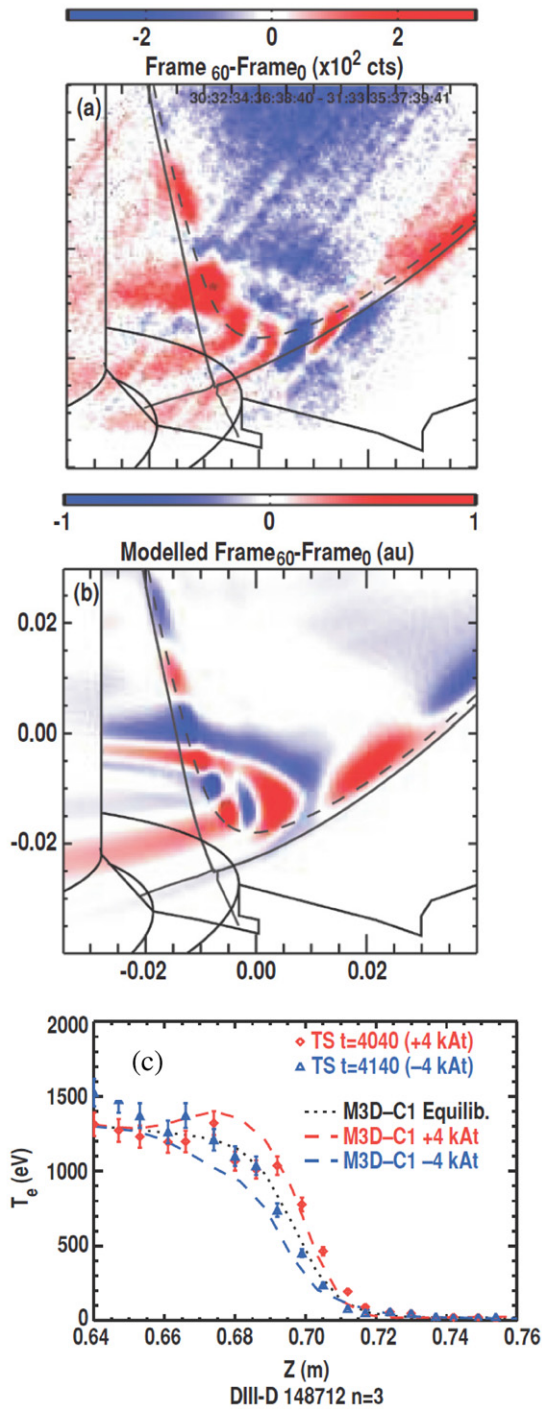 -2 0 2
Frame 60-Frame0 (x10² cts)
(a) 30:32:34:36:38:40 - 31:33:35:37:39:41
-1 0 1
Modelled Frame60-Frame0 (au)
(b)
0.02
0.00
-0.02
-0.02 0.00 0.02
2000
1500
1000
500
0
Te (eV)
(c)
TS t=4040 (+4 kAt)
TS t=4140 (−4 kAt)
M3D–C1 Equilib.
M3D–C1 +4 kAt
M3D–C1 −4 kAt
0.64 0.66 0.68 0.70 0.72 0.74 0.76
Z (m)
DIII-D 148712 n=3